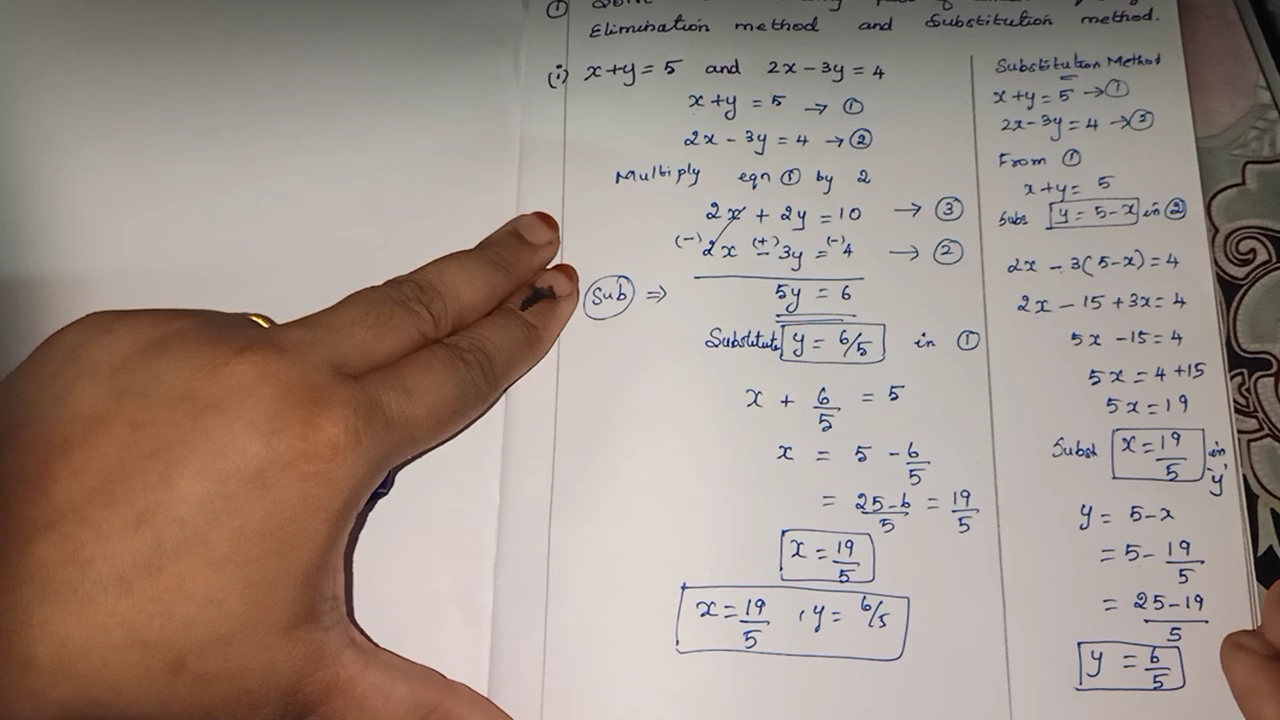 ①
Elimination method and Substitution method.
(i) x+y = 5 and 2x - 3y = 4
x+y = 5 → ①
2x - 3y = 4 → ②
Multiply eqn ① by 2
2x + 2y = 10 → ③
(-) 2x (+) - 3y = (-) 4 → ②
Sub ⇒ 5y = 6
Substitute y = 6/5 in ①
x + 6/5 = 5
x = 5 - 6/5
= 25-6/5 = 19/5
x = 19/5
x = 19/5 , y = 6/5
Substitution Method
x+y = 5 → ①
2x - 3y = 4 → ②
From ①
x+y = 5
Subs y = 5-x in ②
2x - 3(5-x) = 4
2x - 15 + 3x = 4
5x - 15 = 4
5x = 4 + 15
5x = 19
Subst x = 19/5 in 'y'
y = 5-x
= 5 - 19/5
= 25-19/5
y = 6/5